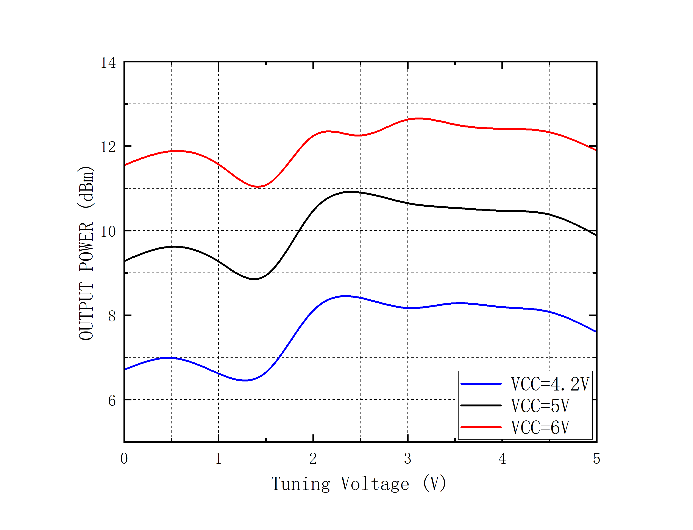 14
12
10
8
6
OUTPUT POWER (dBm)
VCC=4.2V
VCC=5V
VCC=6V
0 1 2 3 4 5
Tuning Voltage (V)